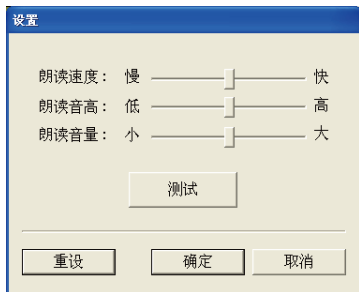 设置
朗读速度： 慢 快
朗读音高： 低 高
朗读音量： 小 大
测试
重设 确定 取消